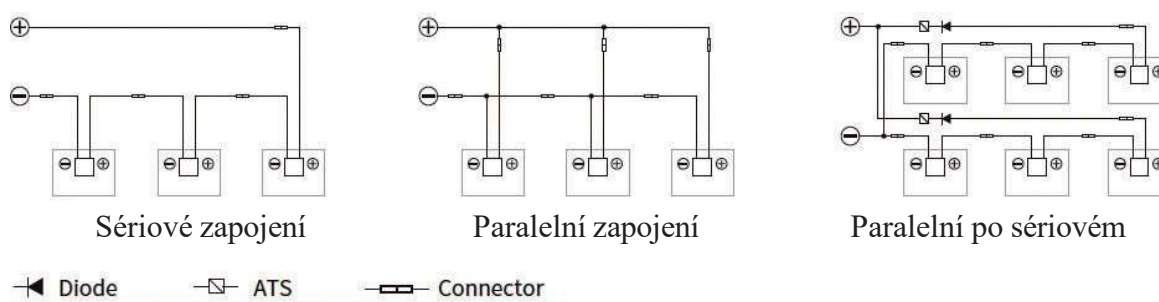 Sériové zapojení
Paralelní zapojení
Paralelní po sériovém
Diode
ATS
Connector